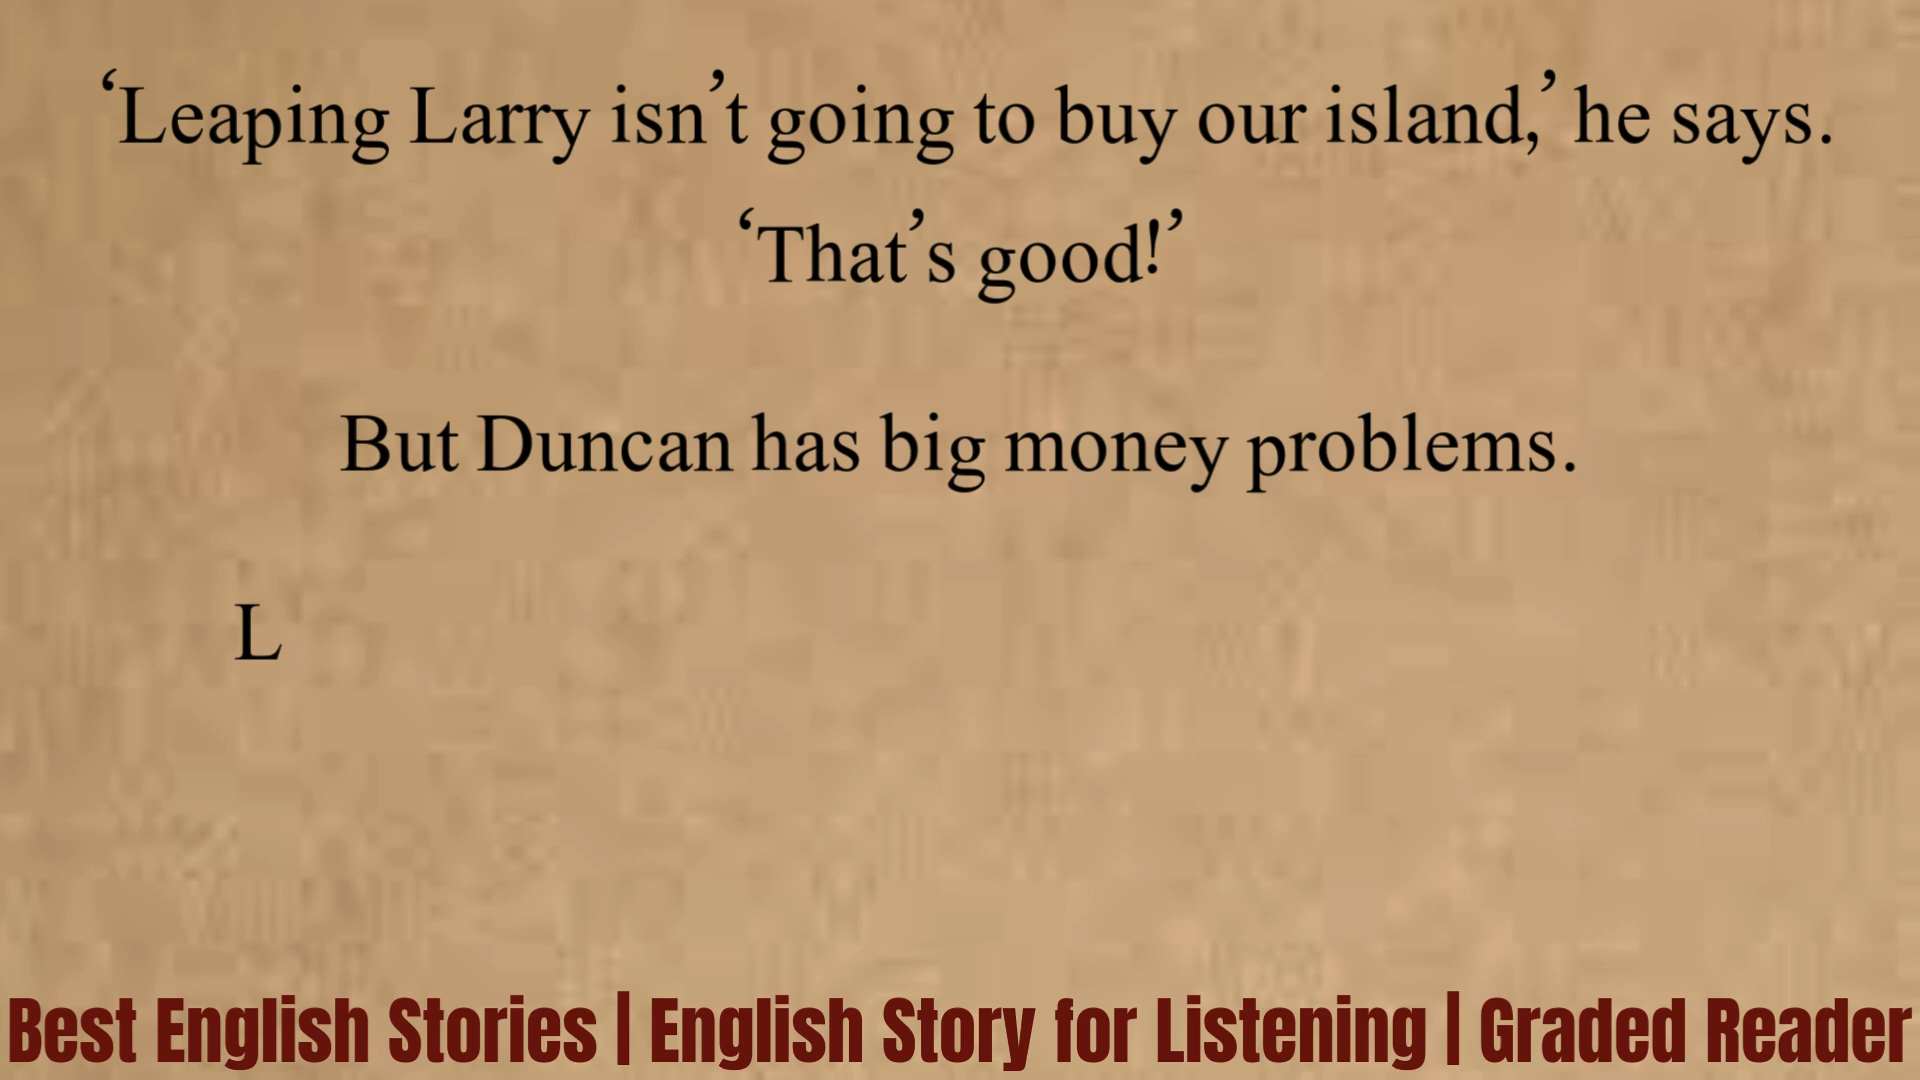 ‘Leaping Larry isn’t going to buy our island,’ he says.
‘That’s good!’
But Duncan has big money problems.
L
Best English Stories | English Story for Listening | Graded Reader